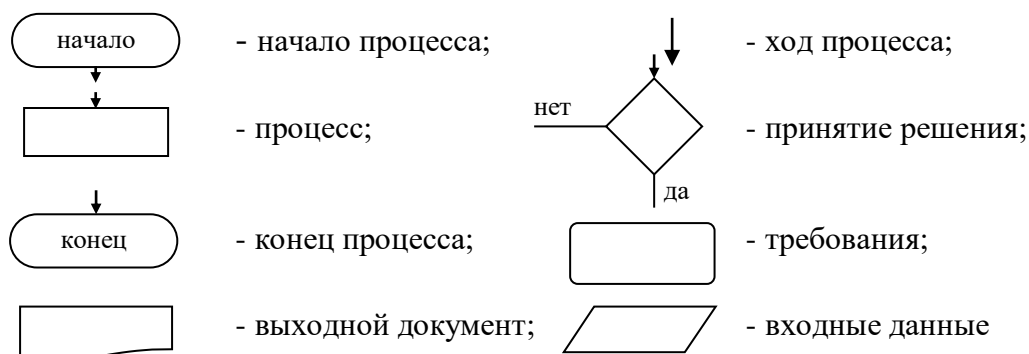 начало
- начало процесса;
- ход процесса;
нет
- процесс;
- принятие решения;
да
конец
- конец процесса;
- требования;
- выходной документ;
- входные данные